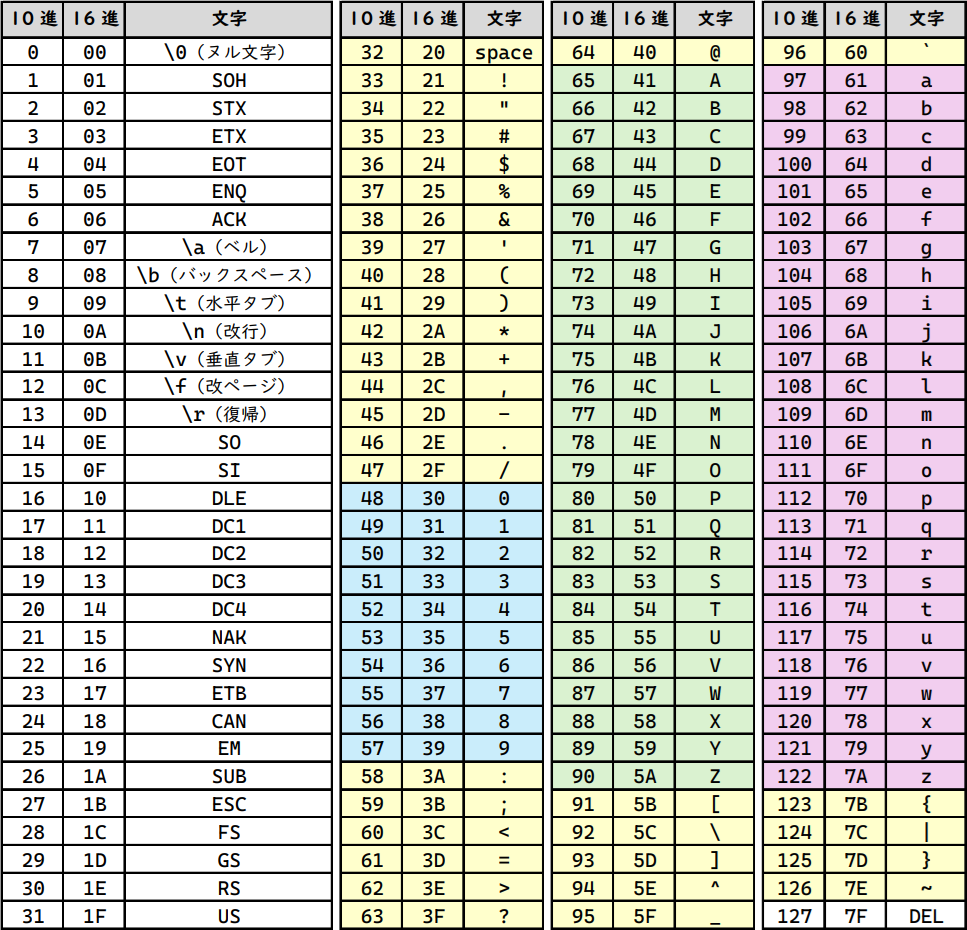 10進 16進 文字 10進 16進 文字 10進 16進 文字 10進 16進 文字
0 00 \0（ヌル文字） 32 20 space 64 40 @ 96 60 `
1 01 SOH 33 21 ! 65 41 A 97 61 a
2 02 STX 34 22 " 66 42 B 98 62 b
3 03 ETX 35 23 # 67 43 C 99 63 c
4 04 EOT 36 24 $ 68 44 D 100 64 d
5 05 ENQ 37 25 % 69 45 E 101 65 e
6 06 ACK 38 26 & 70 46 F 102 66 f
7 07 \a（ベル） 39 27 ' 71 47 G 103 67 g
8 08 \b（バックスペース） 40 28 ( 72 48 H 104 68 h
9 09 \t（水平タブ） 41 29 ) 73 49 I 105 69 i
10 0A \n（改行） 42 2A * 74 4A J 106 6A j
11 0B \v（垂直タブ） 43 2B + 75 4B K 107 6B k
12 0C \f（改ページ） 44 2C , 76 4C L 108 6C l
13 0D \r（復帰） 45 2D - 77 4D M 109 6D m
14 0E SO 46 2E . 78 4E N 110 6E n
15 0F SI 47 2F / 79 4F O 111 6F o
16 10 DLE 48 30 0 80 50 P 112 70 p
17 11 DC1 49 31 1 81 51 Q 113 71 q
18 12 DC2 50 32 2 82 52 R 114 72 r
19 13 DC3 51 33 3 83 53 S 115 73 s
20 14 DC4 52 34 4 84 54 T 116 74 t
21 15 NAK 53 35 5 85 55 U 117 75 u
22 16 SYN 54 36 6 86 56 V 118 76 v
23 17 ETB 55 37 7 87 57 W 119 77 w
24 18 CAN 56 38 8 88 58 X 120 78 x
25 19 EM 57 39 9 89 59 Y 121 79 y
26 1A SUB 58 3A : 90 5A Z 122 7A z
27 1B ESC 59 3B ; 91 5B [ 123 7B {
28 1C FS 60 3C < 92 5C \ 124 7C |
29 1D GS 61 3D = 93 5D ] 125 7D }
30 1E RS 62 3E > 94 5E ^ 126 7E ~
31 1F US 63 3F ? 95 5F _ 127 7F DEL